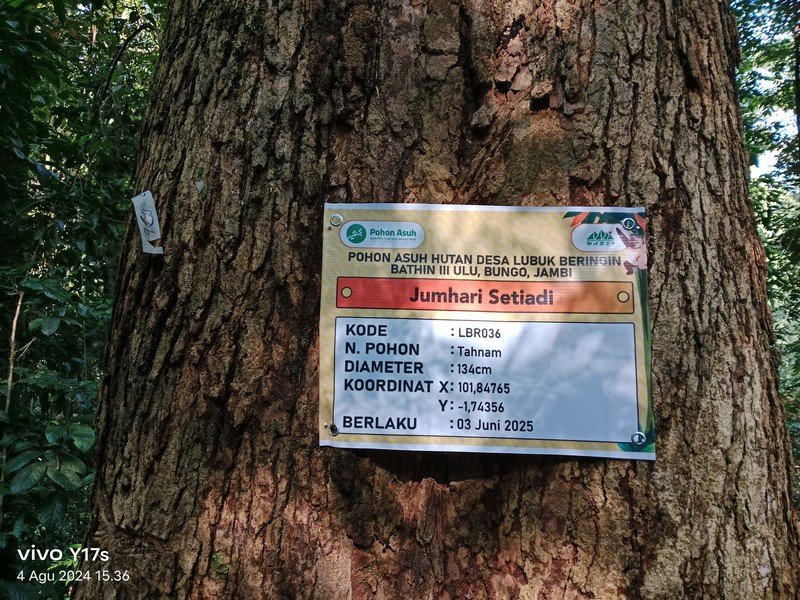 Pohon Asuh
WARSI
POHON ASUH HUTAN DESA LUBUK BERINGIN
BATHIN III ULU, BUNGO, JAMBI
Jumhari Setiadi
KODE : LBR036
N. POHON : Tahnam
DIAMETER : 134cm
KOORDINAT X: 101,84765
Y: -1,74356
BERLAKU : 03 Juni 2025
vivo Y17s
4 Agu 2024 15.36